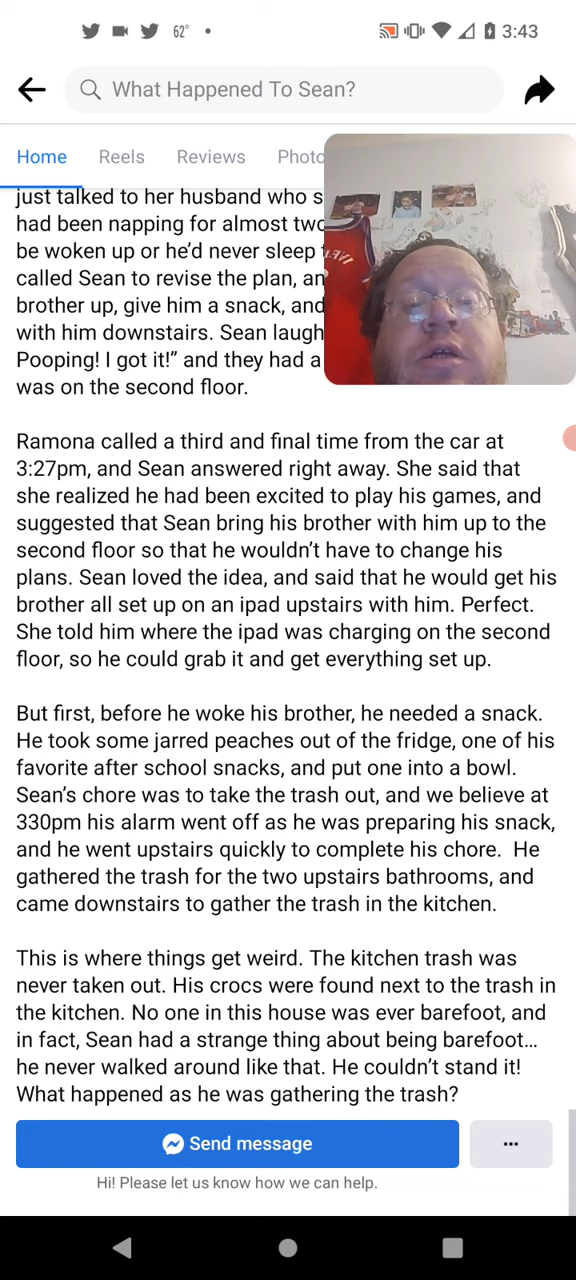 62°
3:43
What Happened To Sean?
Home Reels Reviews Photo
just talked to her husband who s
had been napping for almost two
be woken up or he'd never sleep
called Sean to revise the plan, an
brother up, give him a snack, and
with him downstairs. Sean laugh
Pooping! I got it!” and they had a
was on the second floor.
Ramona called a third and final time from the car at
3:27pm, and Sean answered right away. She said that
she realized he had been excited to play his games, and
suggested that Sean bring his brother with him up to the
second floor so that he wouldn't have to change his
plans. Sean loved the idea, and said that he would get his
brother all set up on an ipad upstairs with him. Perfect.
She told him where the ipad was charging on the second
floor, so he could grab it and get everything set up.
But first, before he woke his brother, he needed a snack.
He took some jarred peaches out of the fridge, one of his
favorite after school snacks, and put one into a bowl.
Sean's chore was to take the trash out, and we believe at
330pm his alarm went off as he was preparing his snack,
and he went upstairs quickly to complete his chore.  He
gathered the trash for the two upstairs bathrooms, and
came downstairs to gather the trash in the kitchen.
This is where things get weird. The kitchen trash was
never taken out. His crocs were found next to the trash in
the kitchen. No one in this house was ever barefoot, and
in fact, Sean had a strange thing about being barefoot…
he never walked around like that. He couldn't stand it!
What happened as he was gathering the trash?
Send message
...
Hi! Please let us know how we can help.